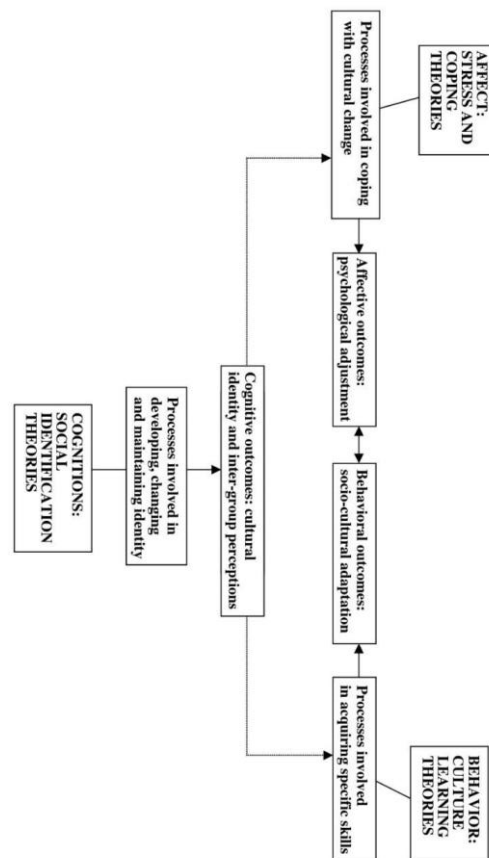 AFFECT:
STRESS AND
COPING
THEORIES
Processes involved in coping
with cultural change
Affective outcomes:
psychological adjustment
Behavioral outcomes:
socio-cultural adaptation
Processes involved
in acquiring specific skills
BEHAVIOR:
CULTURE
LEARNING
THEORIES
Cognitive outcomes: cultural
identity and inter-group perceptions
Processes involved in
developing, changing
and maintaining identity
COGNITIONS:
SOCIAL
IDENTIFICATION
THEORIES